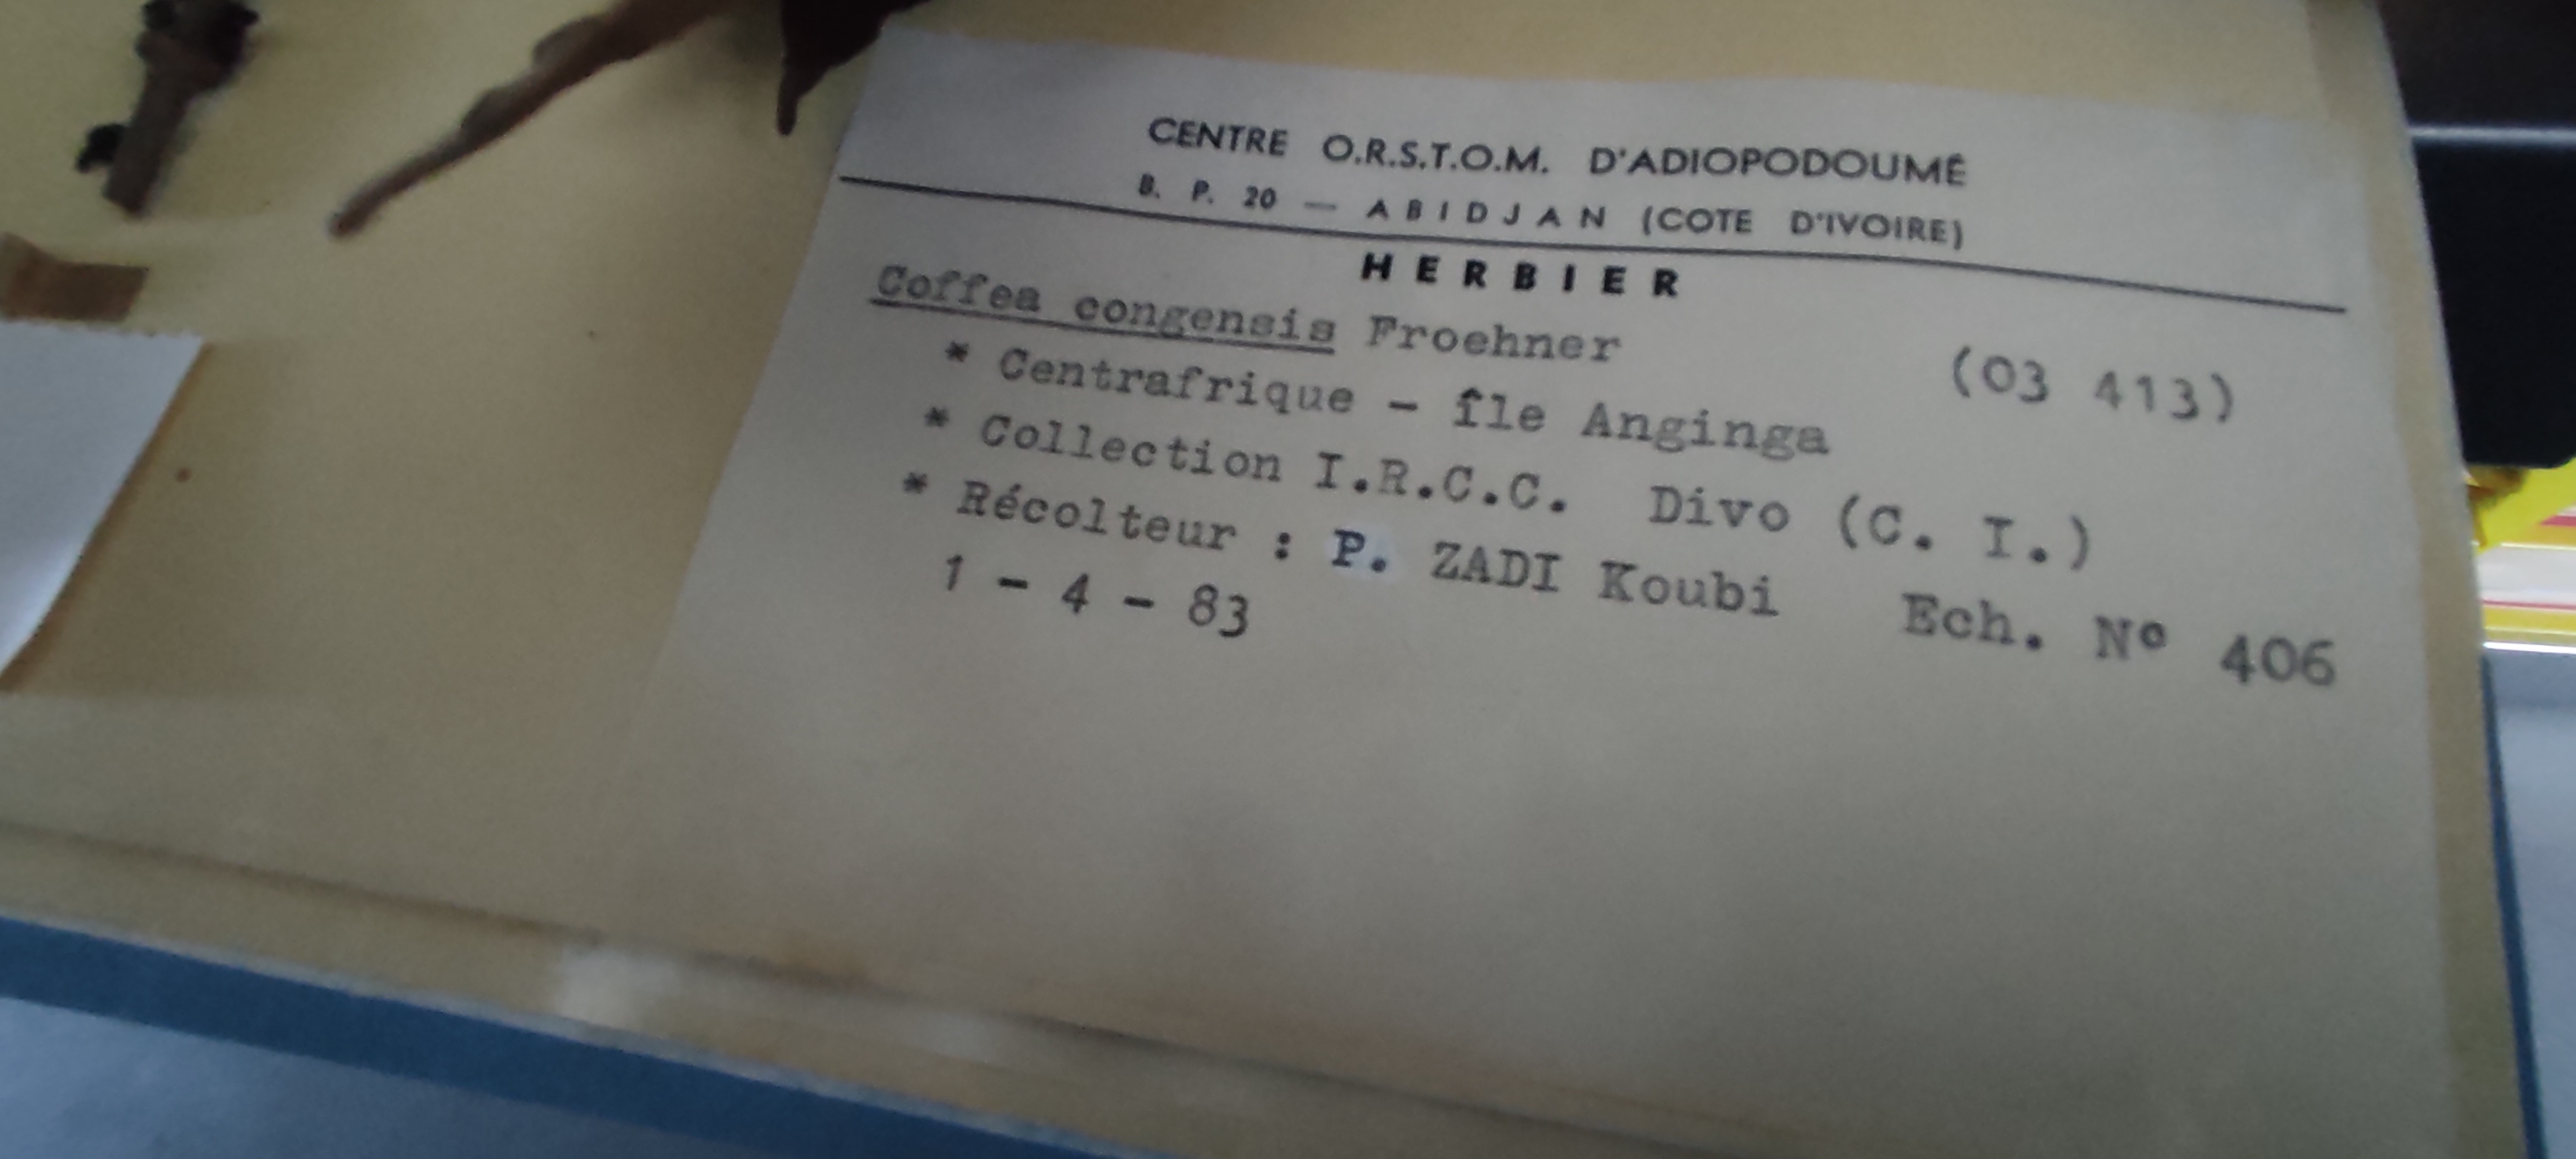 CENTRE O.R.S.T.O.M. D'ADIOPODOUMÉ
B. P. 20 — ABIDJAN (COTE D'IVOIRE)
HERBIER
Coffea congensis Froehner (03 413)
* Centrafrique - île Anginga
* Collection I.R.C.C. Divo (C. I.)
* Récolteur : P. ZADI Koubi Ech. Nº 406
1 - 4 - 83